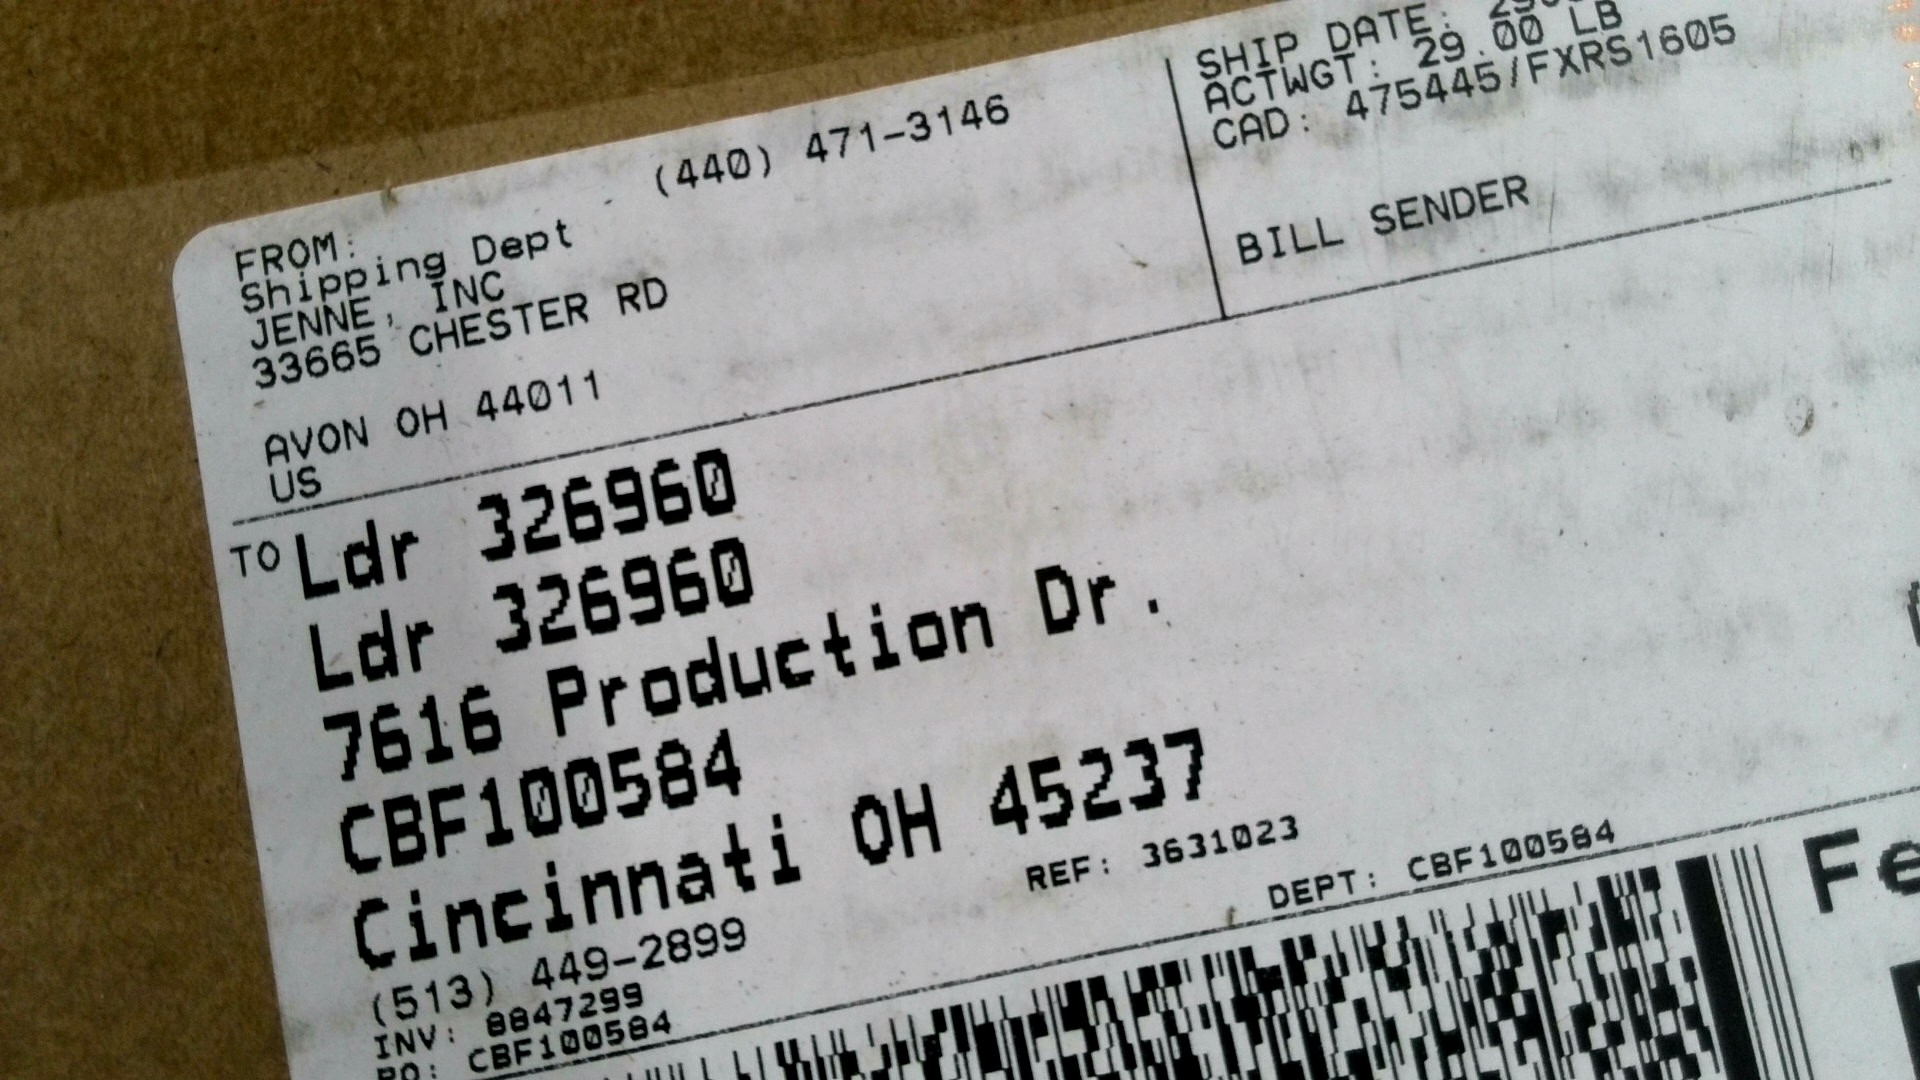 (440) 471-3146
FROM:
Shipping Dept
JENNE, INC
33665 CHESTER RD
AVON OH 44011
US
SHIP DATE:
ACTWGT: 29.00 LB
CAD: 475445/FXRS1605
BILL SENDER
TO Ldr 326960
Ldr 326960
7616 Production Dr.
CBF100584
Cincinnati OH 45237
(513) 449-2899
REF: 3631023
INV: 8847299
PO: CBF100584
DEPT: CBF100584
Fe